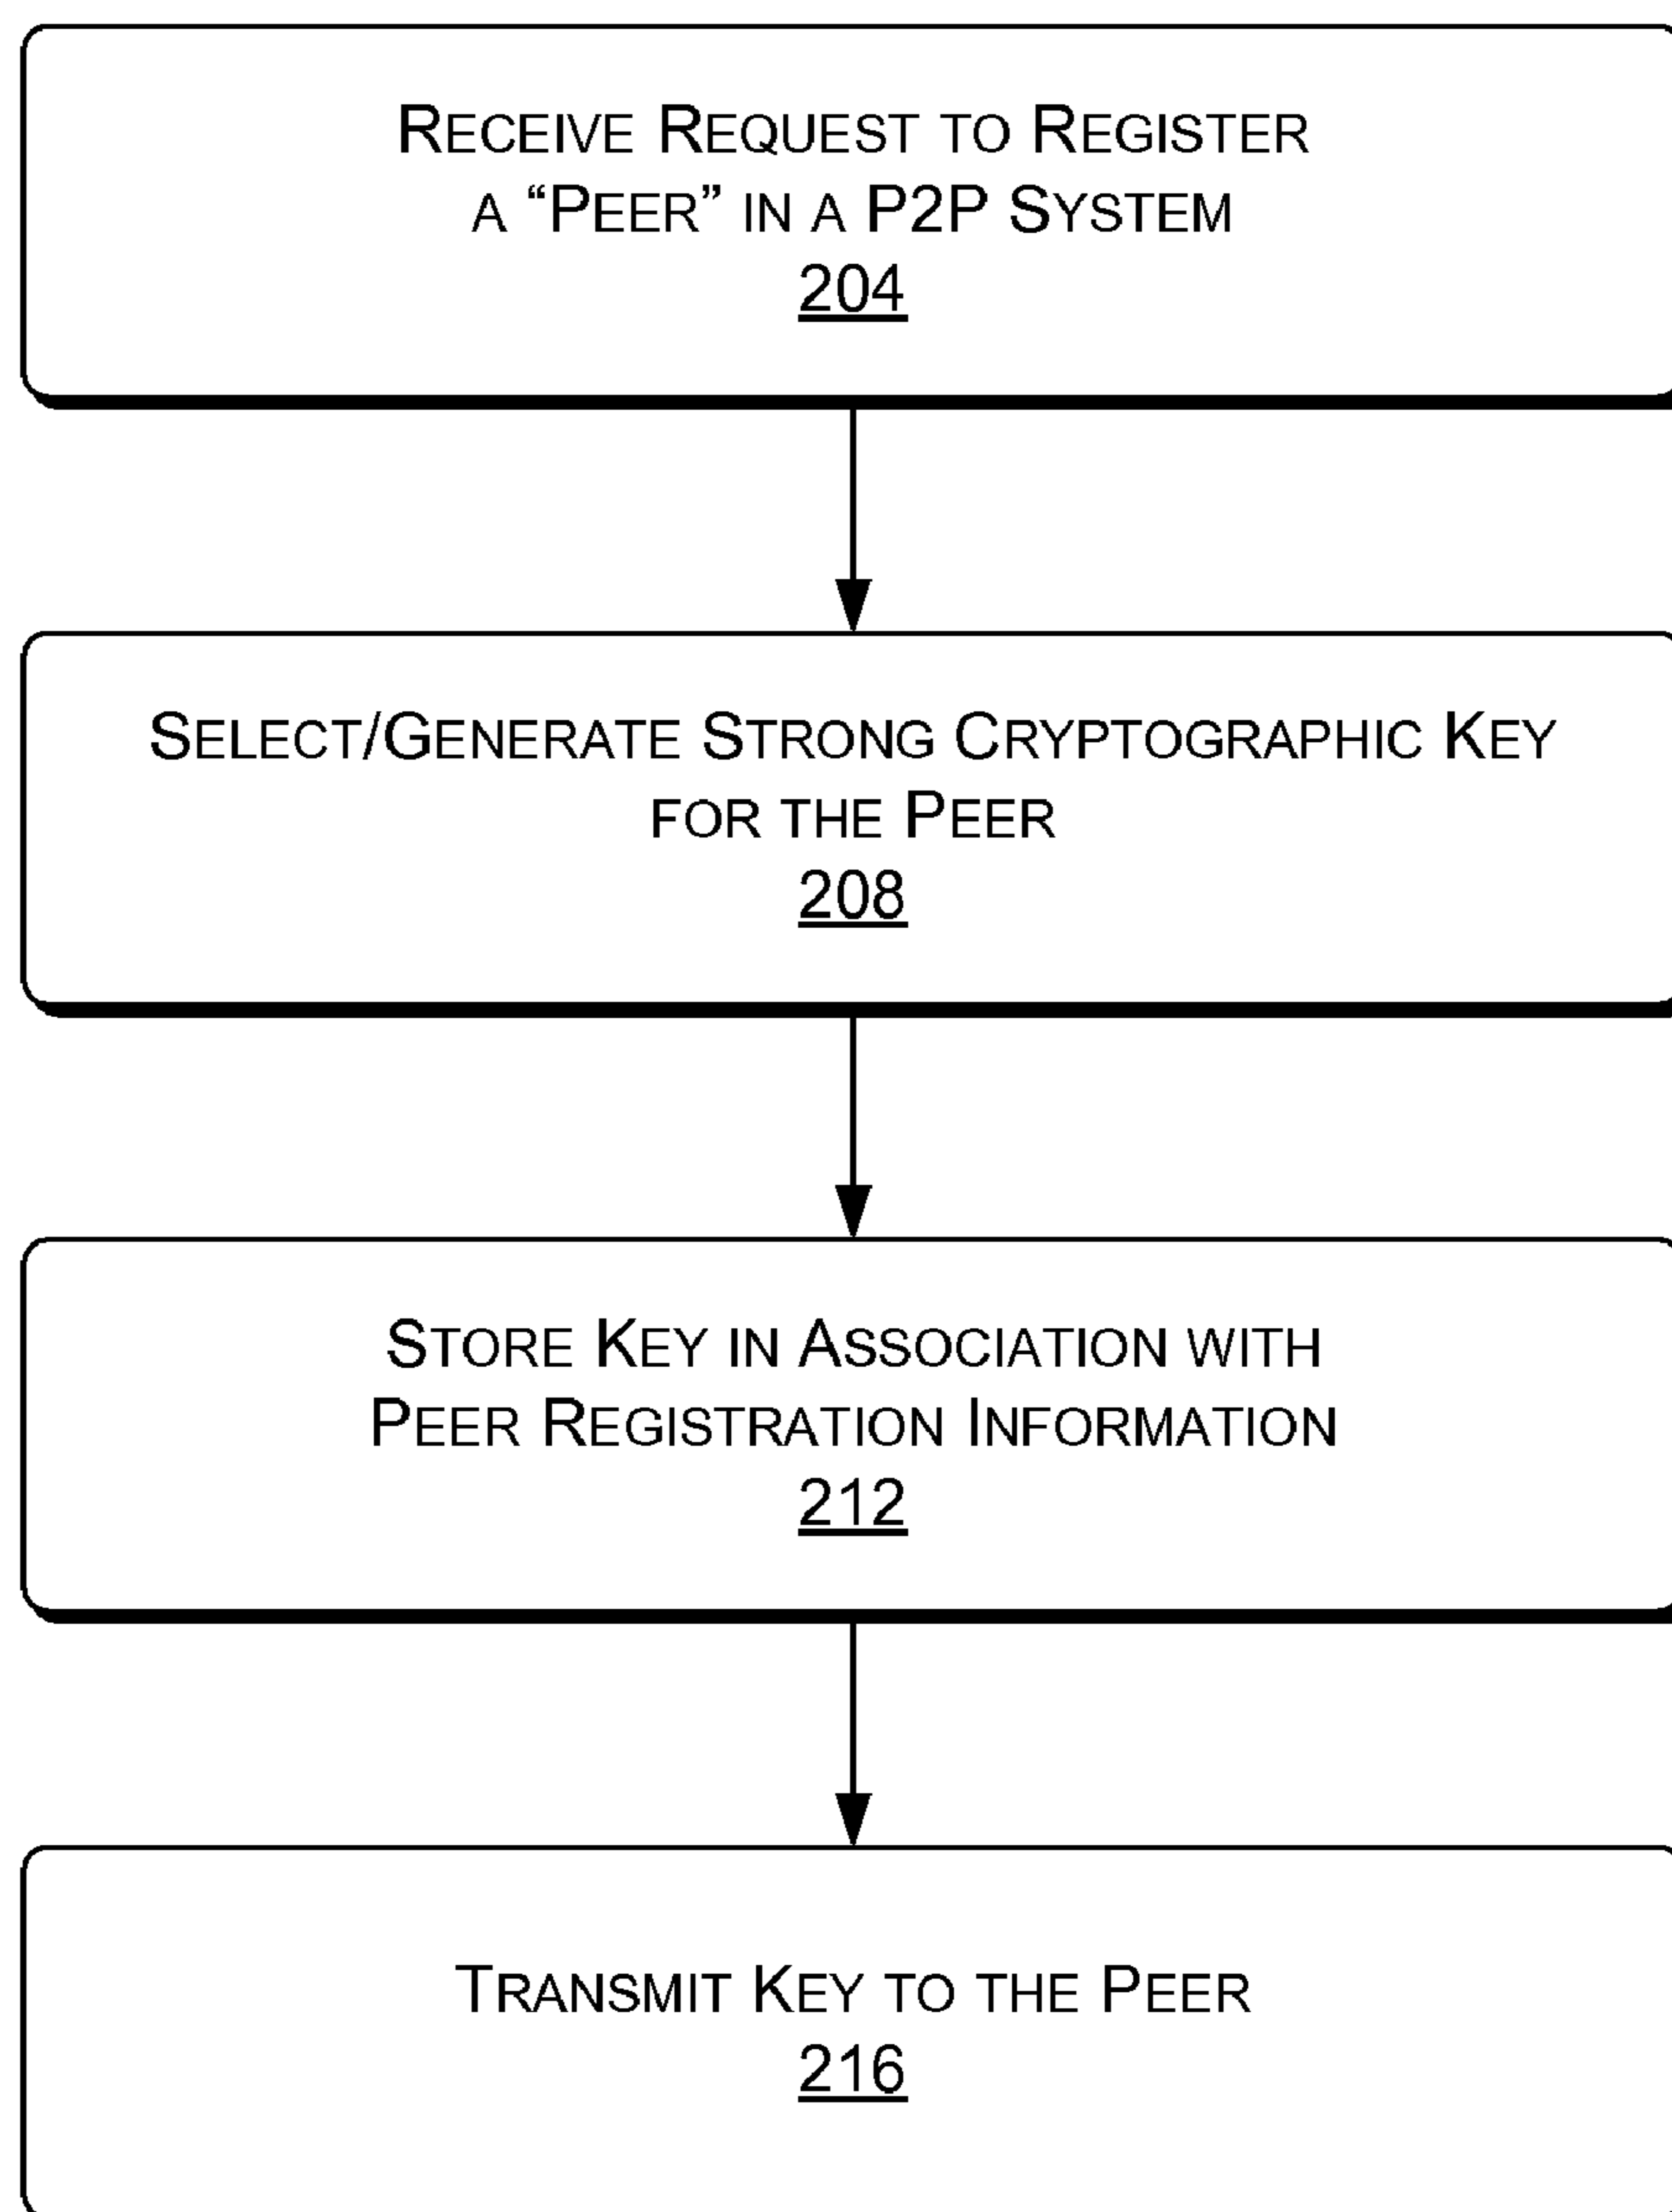 RECEIVE REQUEST TO REGISTER
A “PEER” IN A P2P SYSTEM
204
SELECT/GENERATE STRONG CRYPTOGRAPHIC KEY
FOR THE PEER
208
STORE KEY IN ASSOCIATION WITH
PEER REGISTRATION INFORMATION
212
TRANSMIT KEY TO THE PEER
216